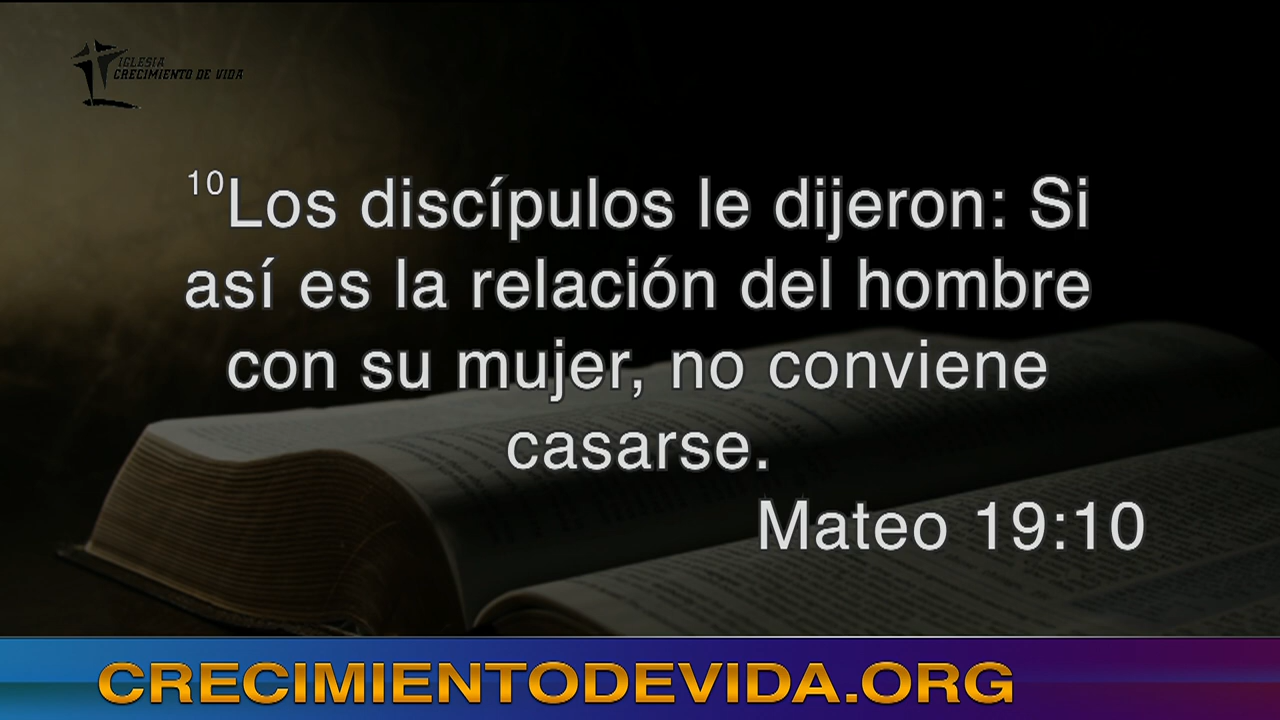 IGLESIA
CRECIMIENTO DE VIDA
¹⁰Los discípulos le dijeron: Si
así es la relación del hombre
con su mujer, no conviene
casarse.
Mateo 19:10
CRECIMIENTODEVIDA.ORG